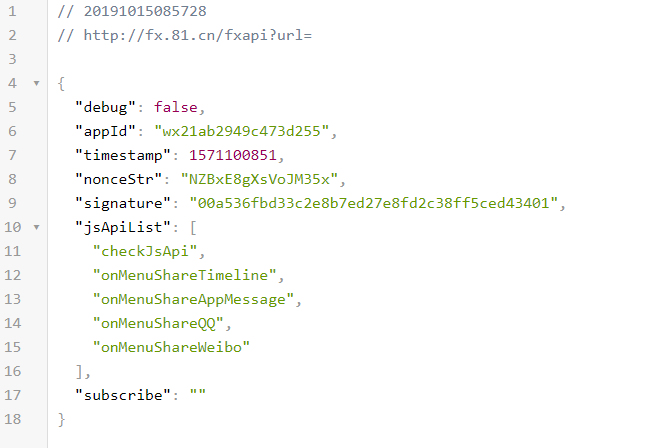 1 // 20191015085728
2 // http://fx.81.cn/fxapi?url=
3
4 {
5 "debug": false,
6 "appId": "wx21ab2949c473d255",
7 "timestamp": 1571100851,
8 "nonceStr": "NZBxE8gXsVoJM35x",
9 "signature": "00a536fbd33c2e8b7ed27e8fd2c38ff5ced43401",
10 "jsApiList": [
11 "checkJsApi",
12 "onMenuShareTimeline",
13 "onMenuShareAppMessage",
14 "onMenuShareQQ",
15 "onMenuShareWeibo"
16 ],
17 "subscribe": ""
18 }